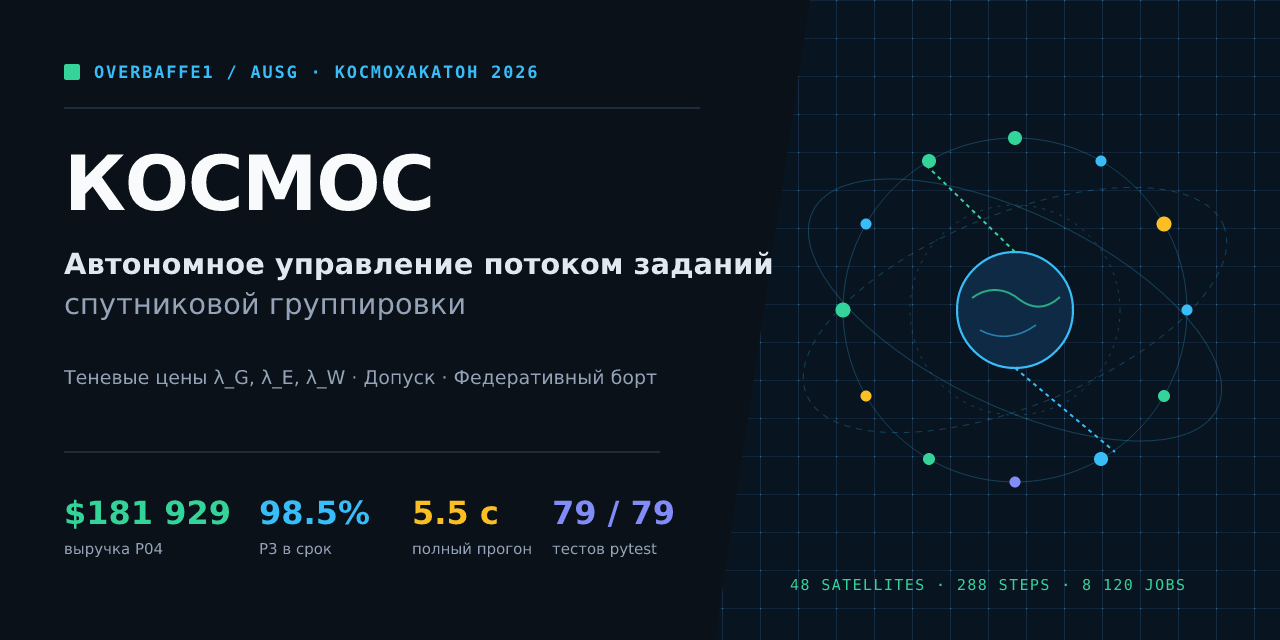 OVERBAFFE1 / AUSG · КОСМОХАКАТОН 2026
КОСМОС
Автономное управление потоком заданий
спутниковой группировки
Теневые цены λ_G, λ_E, λ_W · Допуск · Федеративный борт
$181 929 98.5% 5.5 с 79 / 79
выручка P04 P3 в срок полный прогон тестов pytest
48 SATELLITES · 288 STEPS · 8 120 JOBS